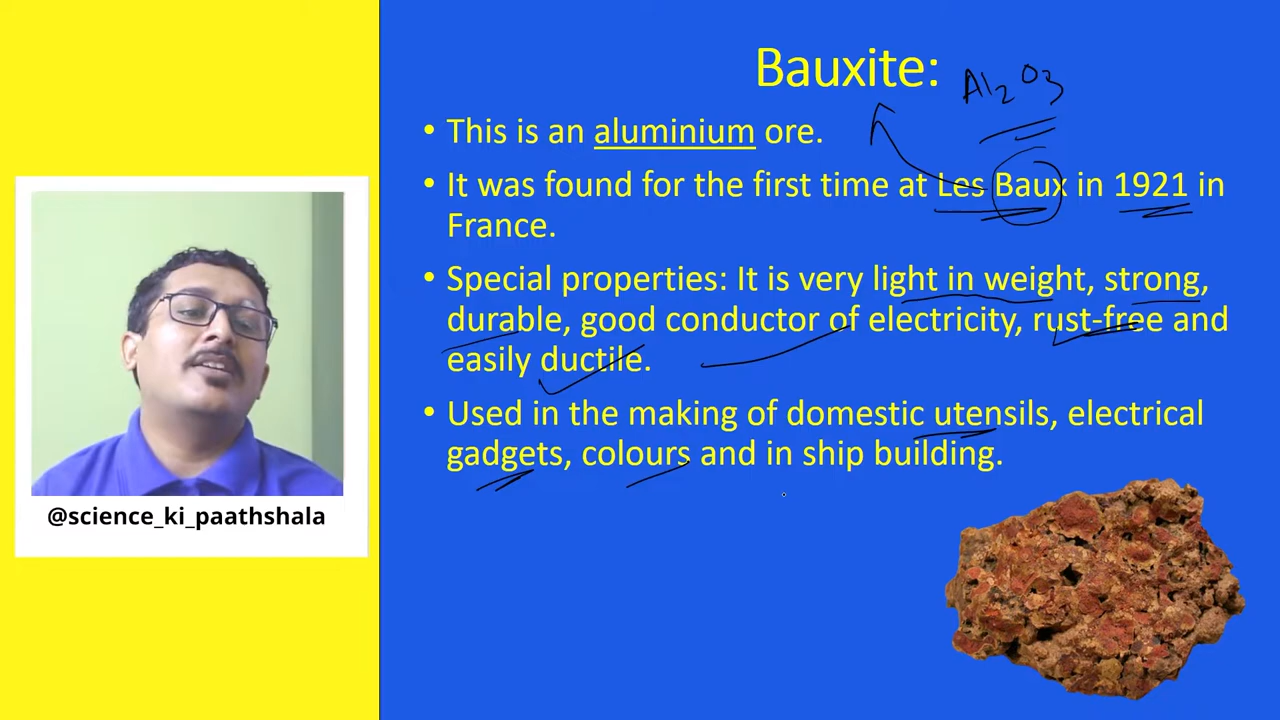 Bauxite:
Al2O3
• This is an aluminium ore.
• It was found for the first time at Les Baux in 1921 in
France.
• Special properties: It is very light in weight, strong,
durable, good conductor of electricity, rust-free and
easily ductile.
• Used in the making of domestic utensils, electrical
gadgets, colours and in ship building.
@science_ki_paathshala